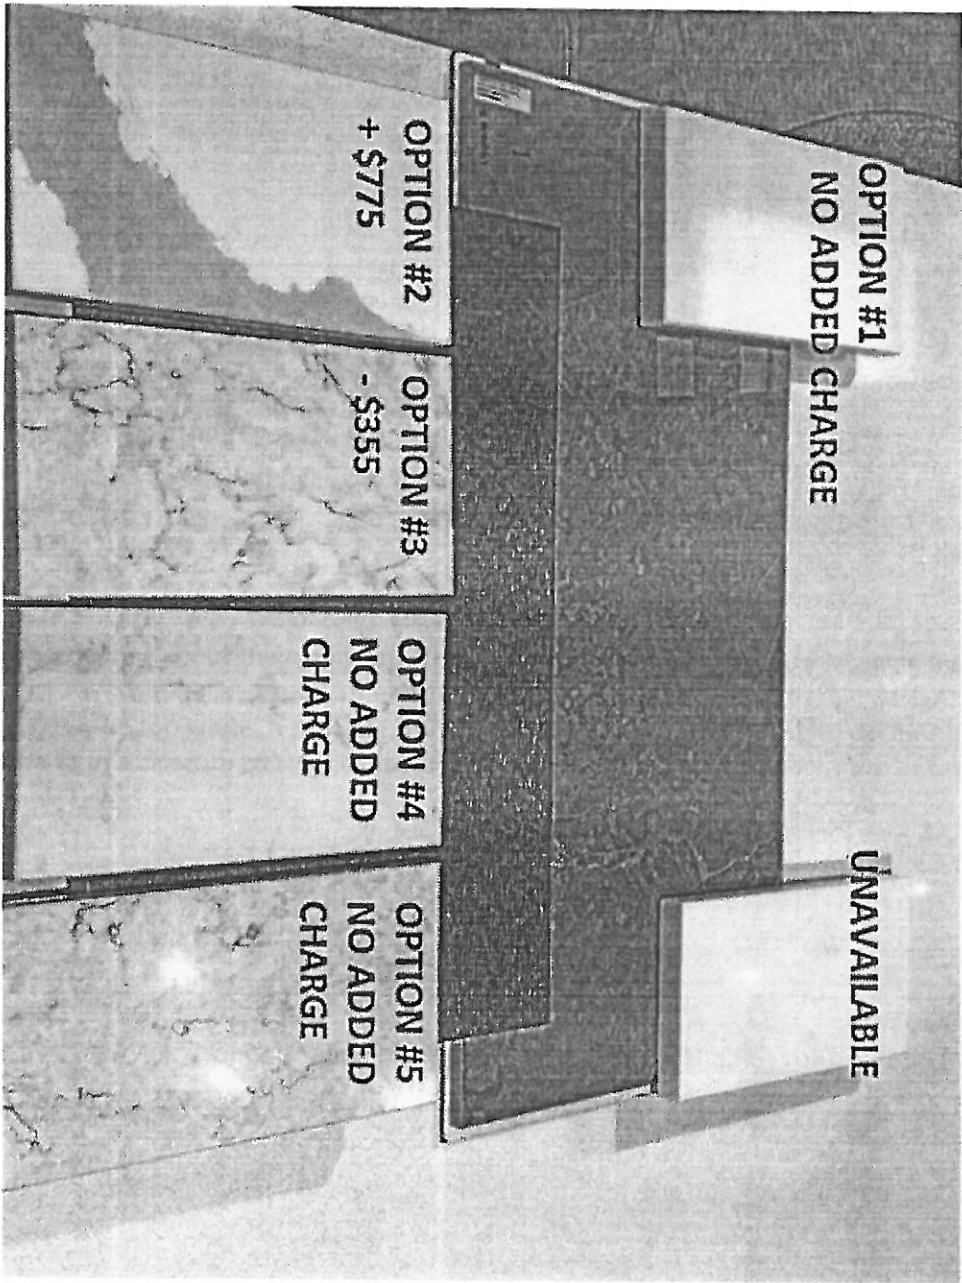 OPTION #1
NO ADDED CHARGE
UNAVAILABLE
OPTION #2
+ $775
OPTION #3
- $355
OPTION #4
NO ADDED
CHARGE
OPTION #5
NO ADDED
CHARGE